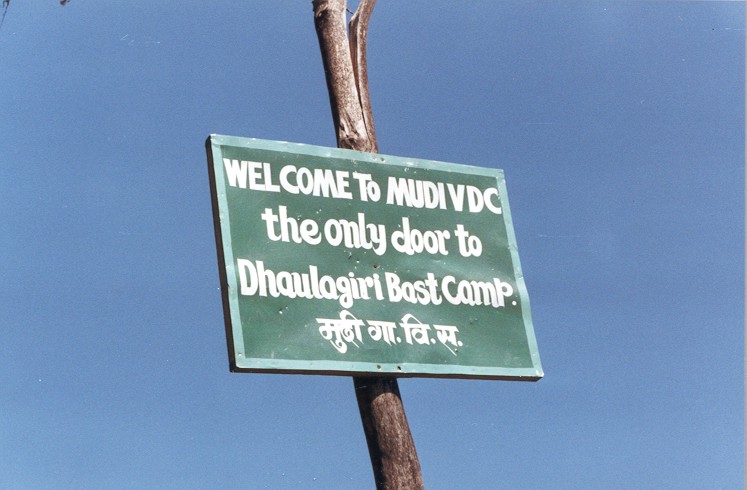 WELCOME TO MUDI VDC
the only door to
Dhaulagiri Bast Camp.
मुदी गा. वि. स.